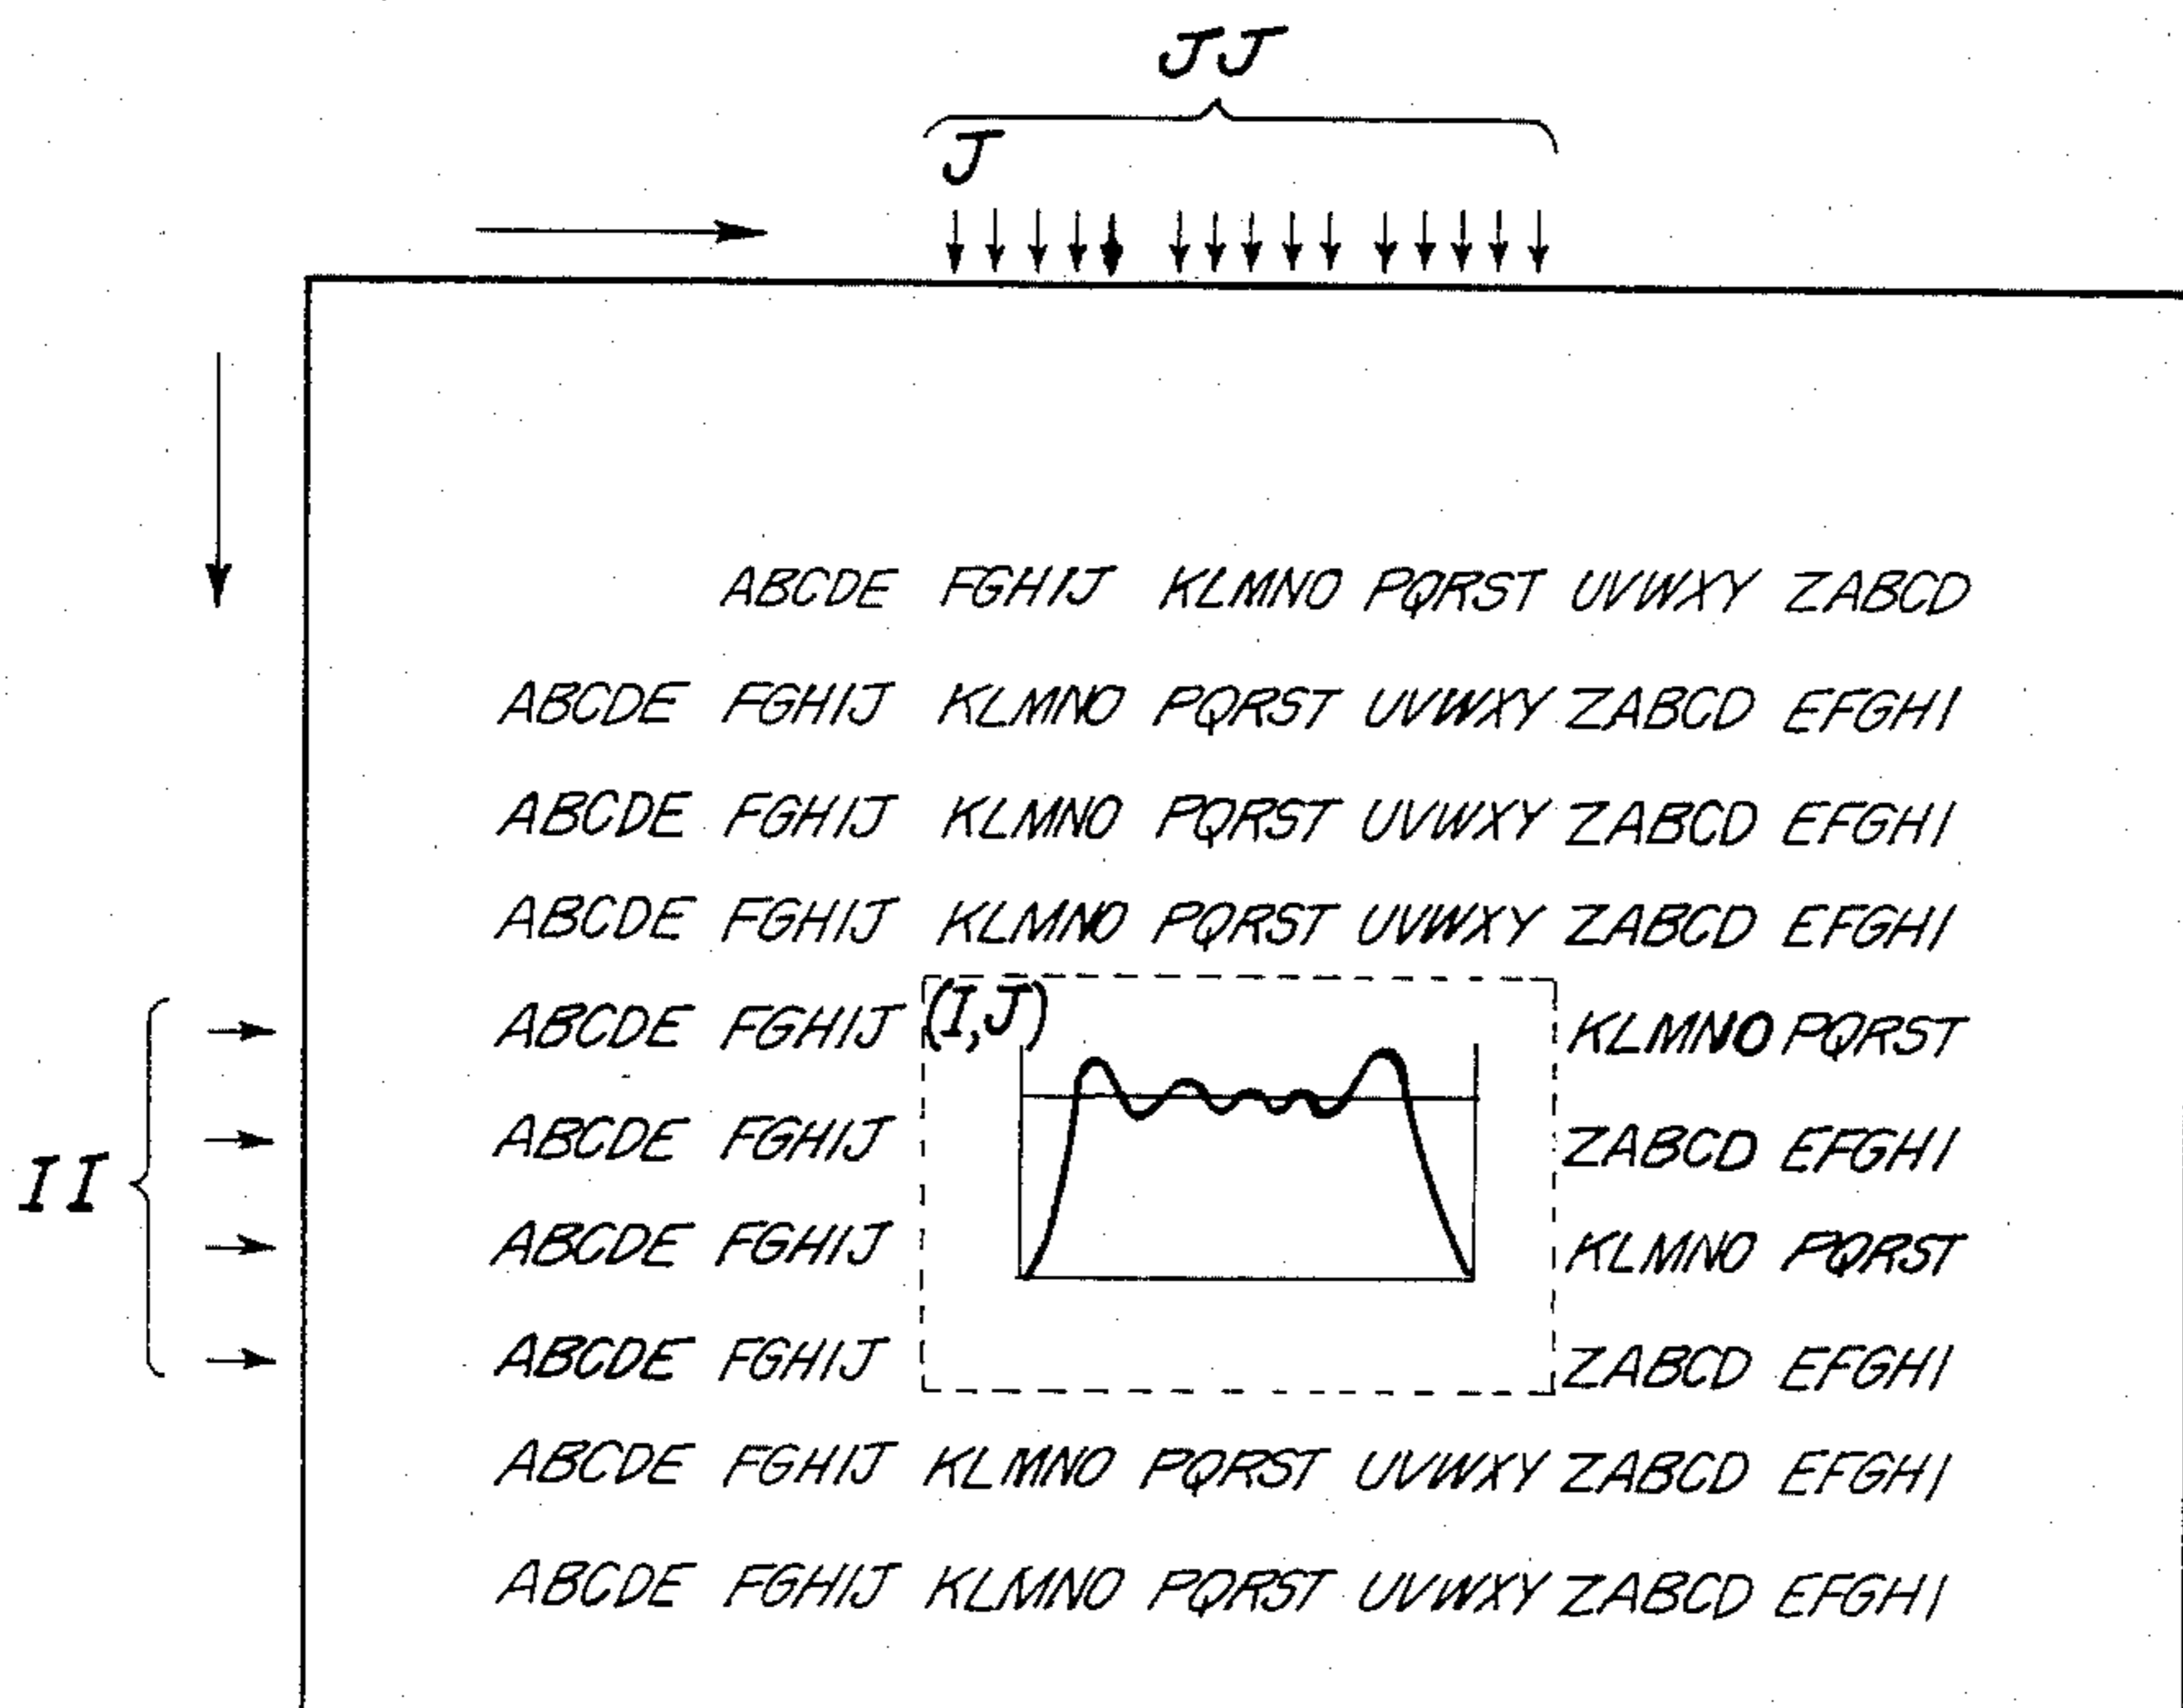 JJ
J
ABCDE FGHIJ KLMNO PQRST UVWXY ZABCD
ABCDE FGHIJ KLMNO PQRST UVWXY ZABCD EFGHI
ABCDE FGHIJ KLMNO PQRST UVWXY ZABCD EFGHI
ABCDE FGHIJ KLMNO PQRST UVWXY ZABCD EFGHI
ABCDE FGHIJ (I,J) KLMNO PQRST
ABCDE FGHIJ ZABCD EFGHI
II
ABCDE FGHIJ KLMNO PQRST
ABCDE FGHIJ ZABCD EFGHI
ABCDE FGHIJ KLMNO PQRST UVWXY ZABCD EFGHI
ABCDE FGHIJ KLMNO PQRST UVWXY ZABCD EFGHI